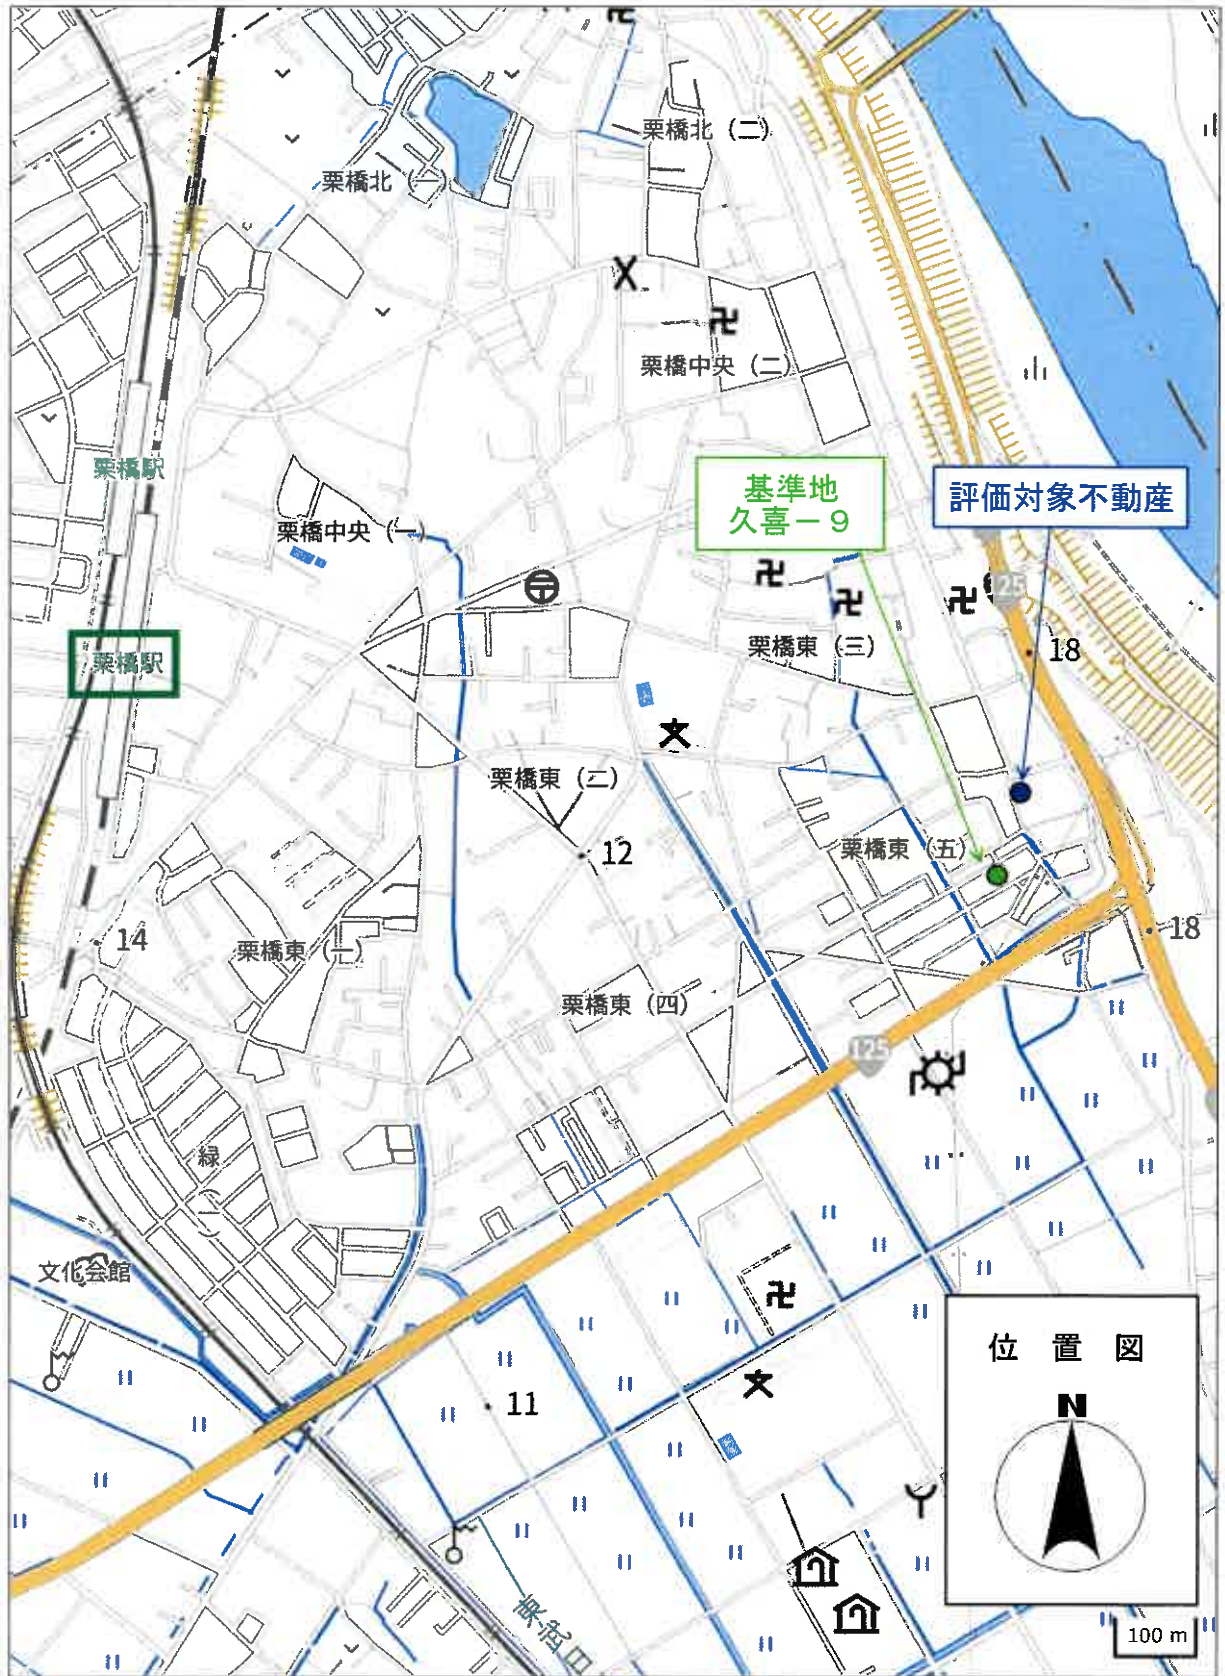 栗橋北（二）
栗橋北（一）
栗橋中央（二）
栗橋駅
基準地
久喜－９
評価対象不動産
栗橋中央（一）
125
栗橋東（三）
18
栗橋駅
栗橋東（二）
12
栗橋東（五）
14
栗橋東（一）
18
栗橋東（四）
125
緑
文化会館
位 置 図
N
11
東武日
100 m